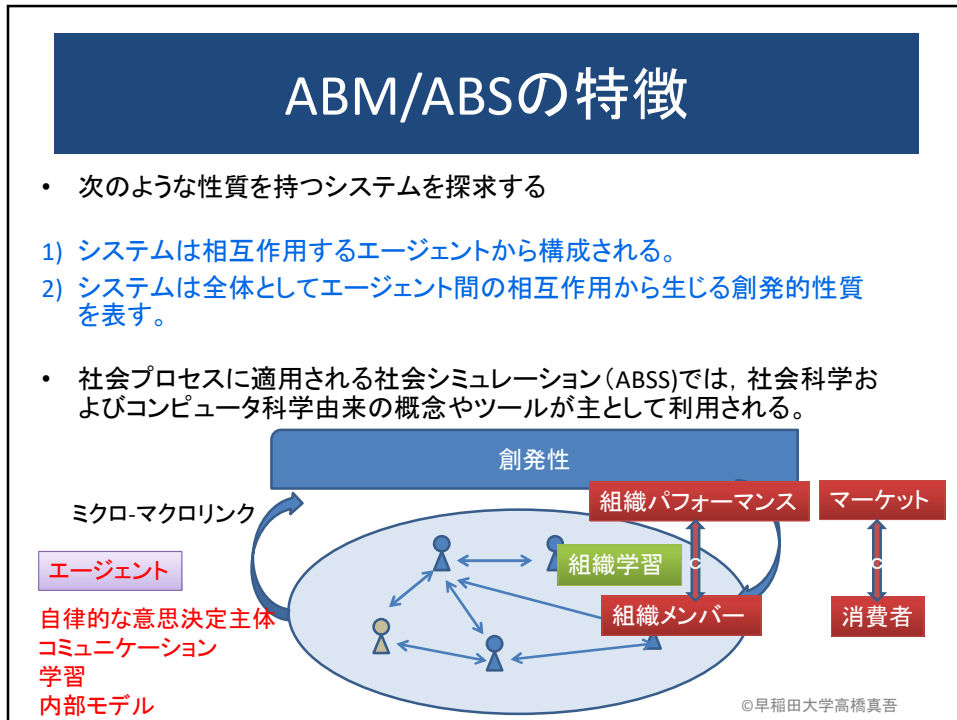 ABM/ABSの特徴
• 次のような性質を持つシステムを探求する
1) システムは相互作用するエージェントから構成される。
2) システムは全体としてエージェント間の相互作用から生じる創発的性質
を表す。
• 社会プロセスに適用される社会シミュレーション(ABSS)では, 社会科学お
よびコンピュータ科学由来の概念やツールが主として利用される。
創発性
ミクロ-マクロリンク
組織パフォーマンス
マーケット
エージェント
組織学習
c
c
自律的な意思決定主体
組織メンバー
消費者
コミュニケーション
学習
内部モデル
©早稲田大学高橋真吾